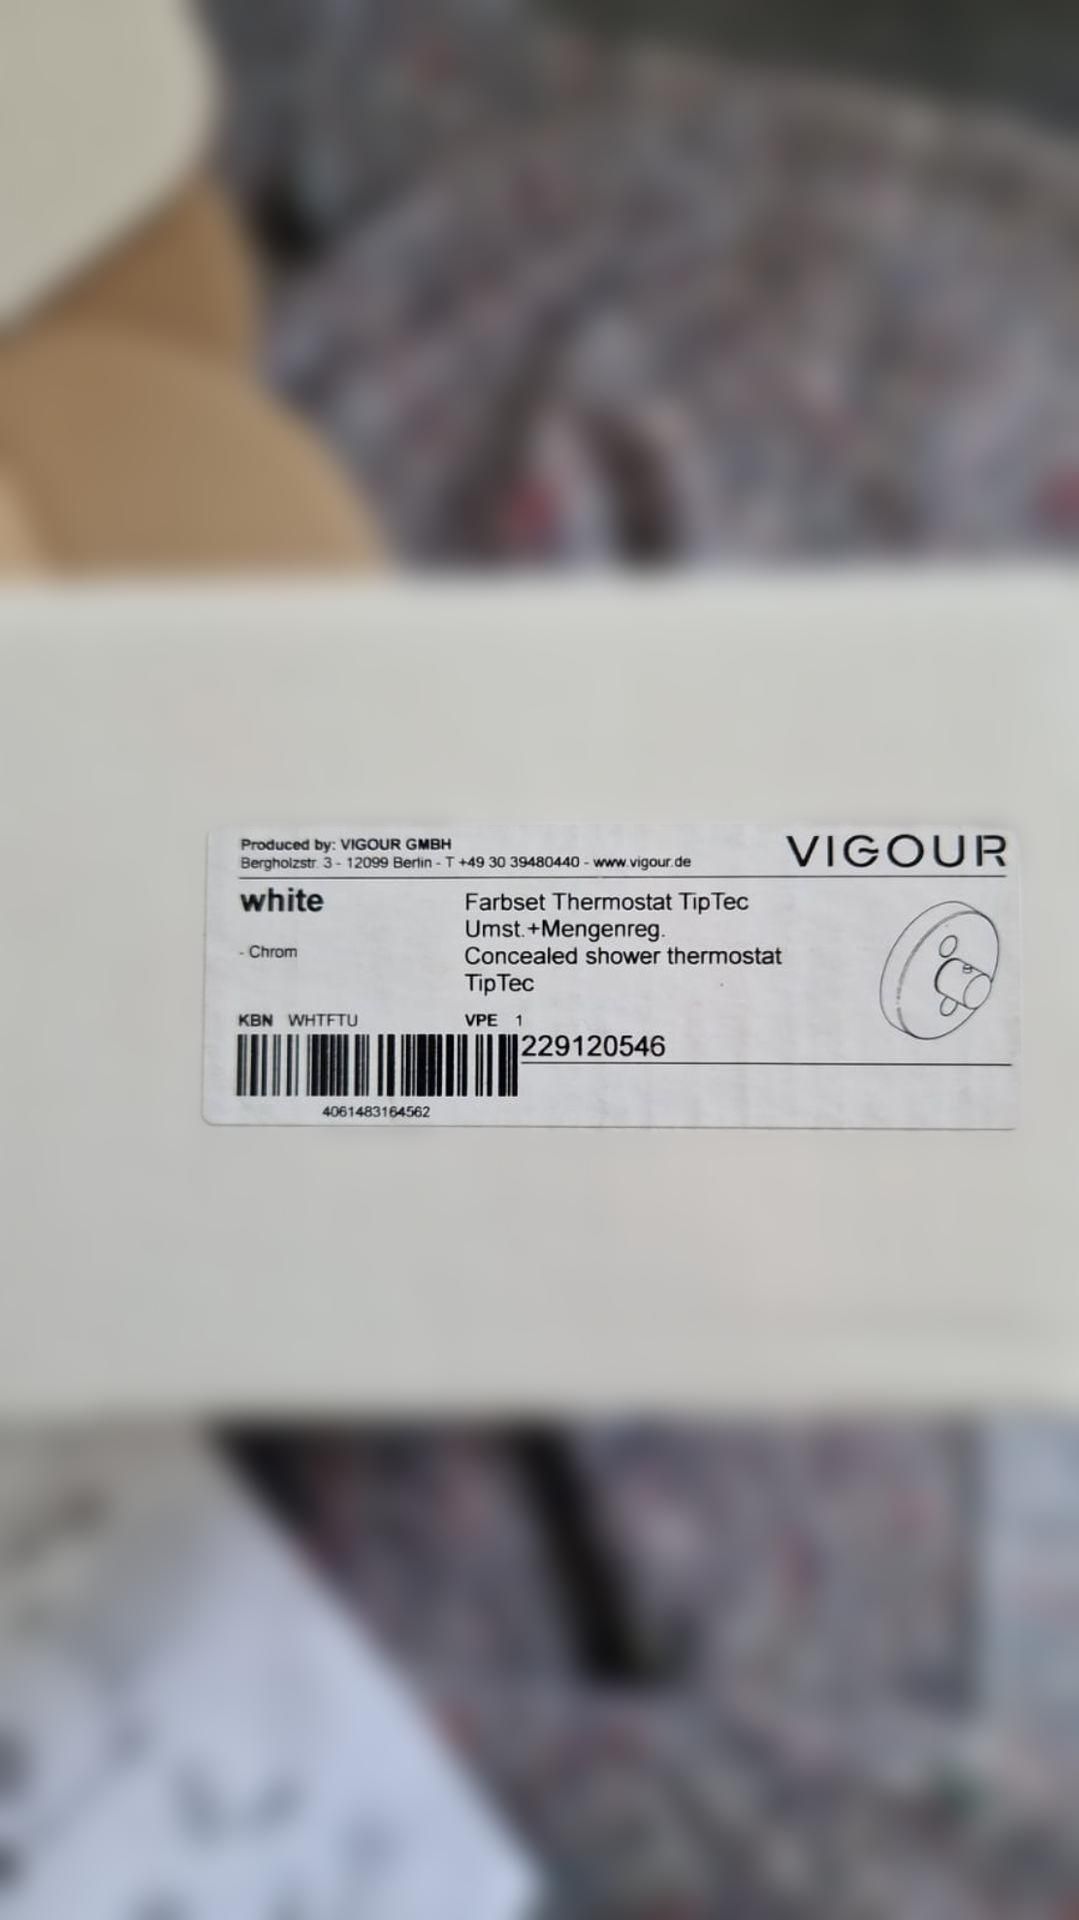 Produced by: VIGOUR GMBH
Bergholzstr. 3 - 12099 Berlin - T +49 30 39480440 - www.vigour.de
VIGOUR
white
- Chrom
Farbset Thermostat TipTec
Umst.+Mengenreg.
Concealed shower thermostat
TipTec
KBN WHTFTU
VPE 1
229120546
4061483164562